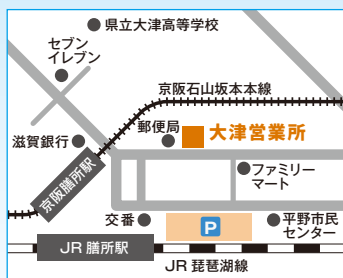 県立大津高等学校
セブン
イレブン
京阪石山坂本本線
郵便局
大津営業所
滋賀銀行
京阪膳所駅
ファミリー
マート
交番
P
平野市民
センター
JR 膳所駅
JR 琵琶湖線